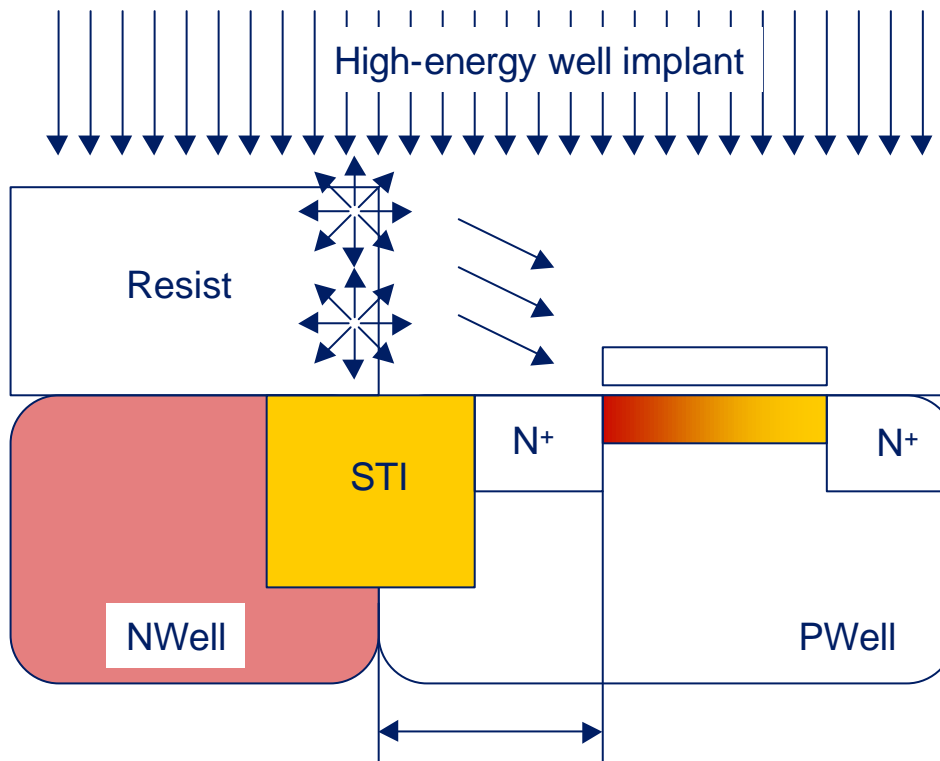 High-energy well implant
Resist
N+
N+
STI
NWell
PWell